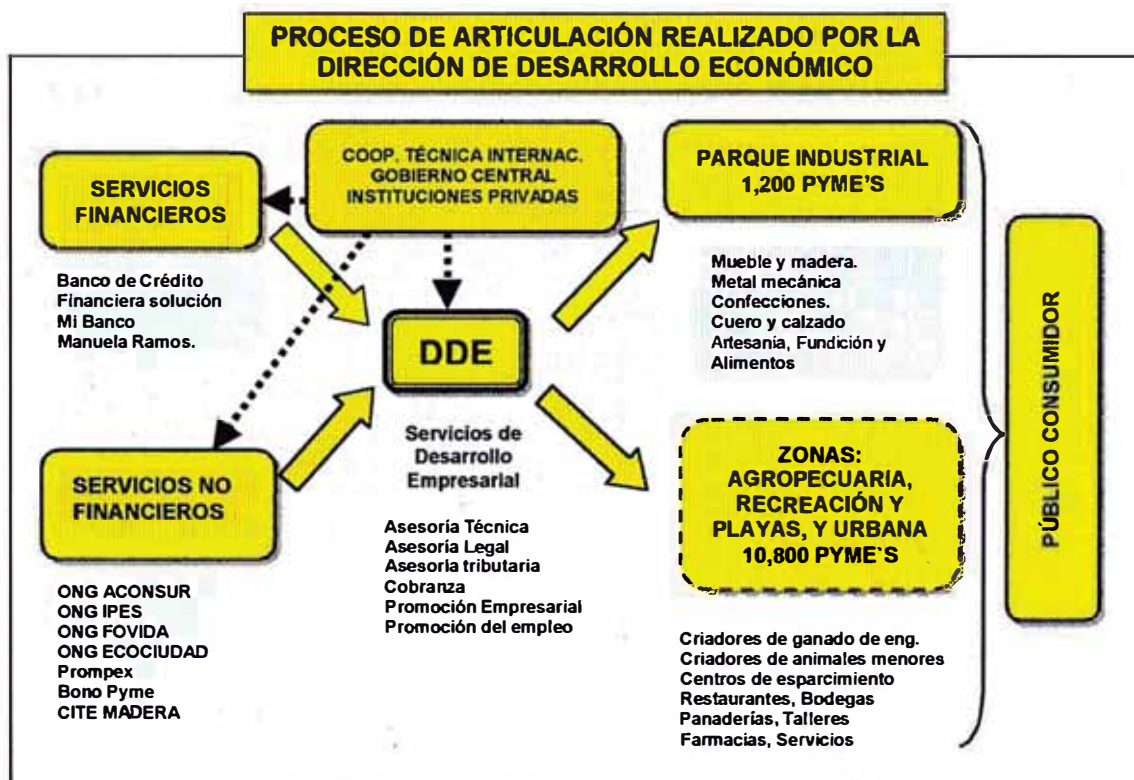 PROCESO DE ARTICULACIÓN REALIZADO POR LA
DIRECCIÓN DE DESARROLLO ECONÓMICO
COOP. TÉCNICA INTERNAC.
GOBIERNO CENTRAL
INSTITUCIONES PRIVADAS
SERVICIOS
FINANCIEROS
Banco de Crédito
Financiera solución
Mi Banco
Manuela Ramos.
SERVICIOS NO
FINANCIEROS
ONG ACONSUR
ONG IPES
ONG FOVIDA
ONG ECOCIUDAD
Prompex
Bono Pyme
CITE MADERA
DDE
Servicios de
Desarrollo
Empresarial
Asesoría Técnica
Asesoría Legal
Asesoría tributaria
Cobranza
Promoción Empresarial
Promoción del empleo
PARQUE INDUSTRIAL
1,200 PYME'S
Mueble y madera.
Metal mecánica
Confecciones.
Cuero y calzado
Artesanía, Fundición y
Alimentos
ZONAS:
AGROPECUARÍA,
RECREACIÓN Y
PLAYAS, Y URBANA
10,800 PYME`S
Criadores de ganado de eng.
Criadores de animales menores
Centros de esparcimiento
Restaurantes, Bodegas
Panaderías, Talleres
Farmacias, Servicios
PÚBLICO CONSUMIDOR